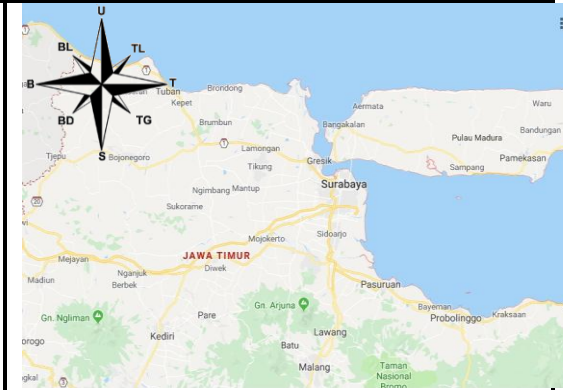 U
BL
TL
B
T
BD
TG
S
Tuban
Brondong
Kepet
Brumbun
Aermata
Bangkalan
Waru
Bandungan
Pulau Madura
Pamekasan
Sampang
Tjepu
Bojonegoro
Lamongan
Tikung
Gresik
Surabaya
Ngimbang
Mantup
Sukorame
Mojokerto
Sidoarjo
JAWA TIMUR
Diwek
Mejayan
Nganjuk
Berbek
Madiun
Pasuruan
Bayeman
Probolinggo
Kraksaan
Gn. Ngliman
Pare
Gn. Arjuna
Kediri
Lawang
Batu
Malang
Taman
Nasional
Bromo
orogo
gkal